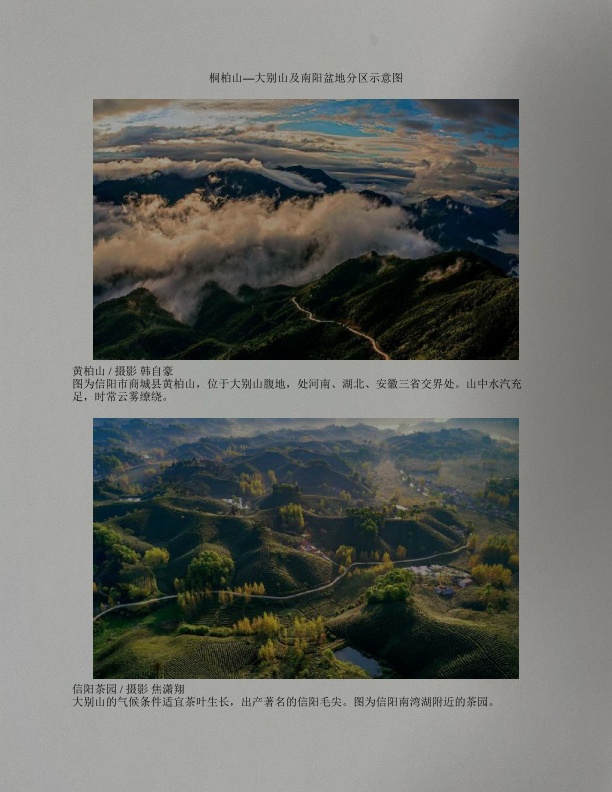 桐柏山—大别山及南阳盆地分区示意图
黄柏山 / 摄影 韩自豪
图为信阳市商城县黄柏山，位于大别山腹地，处河南、湖北、安徽三省交界处。山中水汽充
足，时常云雾缭绕。
信阳茶园 / 摄影 焦潇翔
大别山的气候条件适宜茶叶生长，出产著名的信阳毛尖。图为信阳南湾湖附近的茶园。